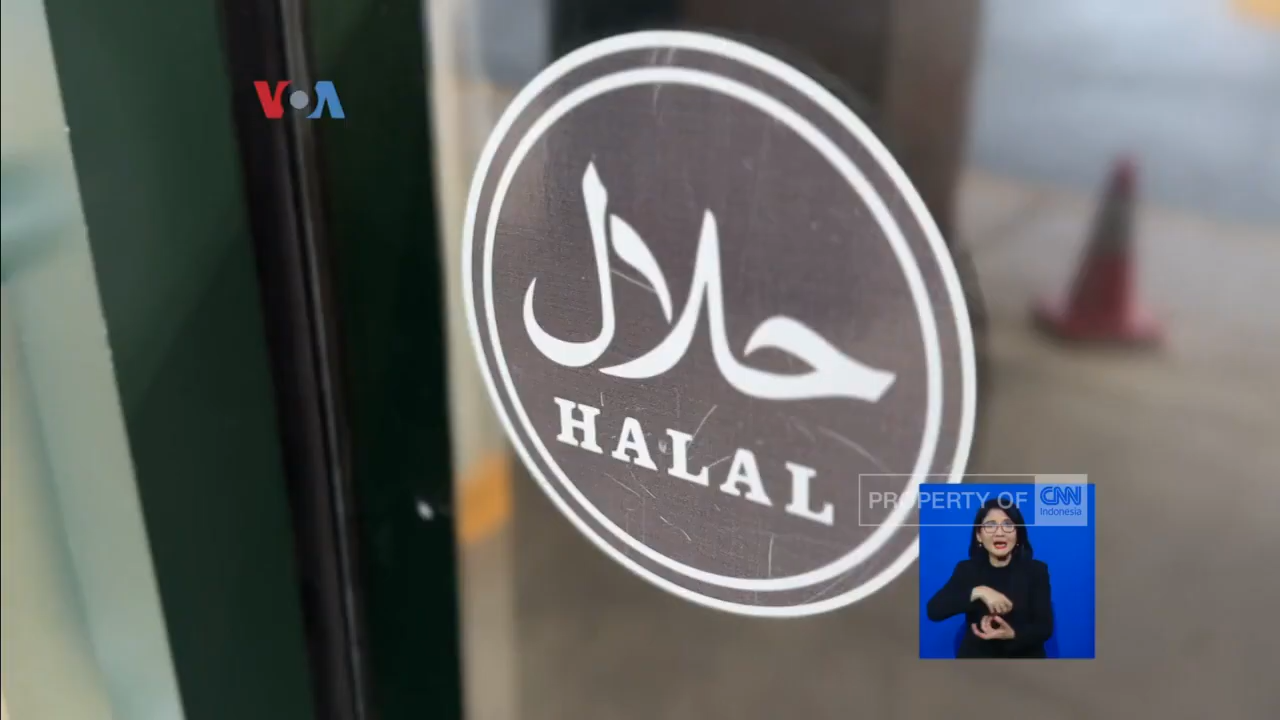 VOA
حلال
HALAL
PROPERTY OF CNN
Indonesia